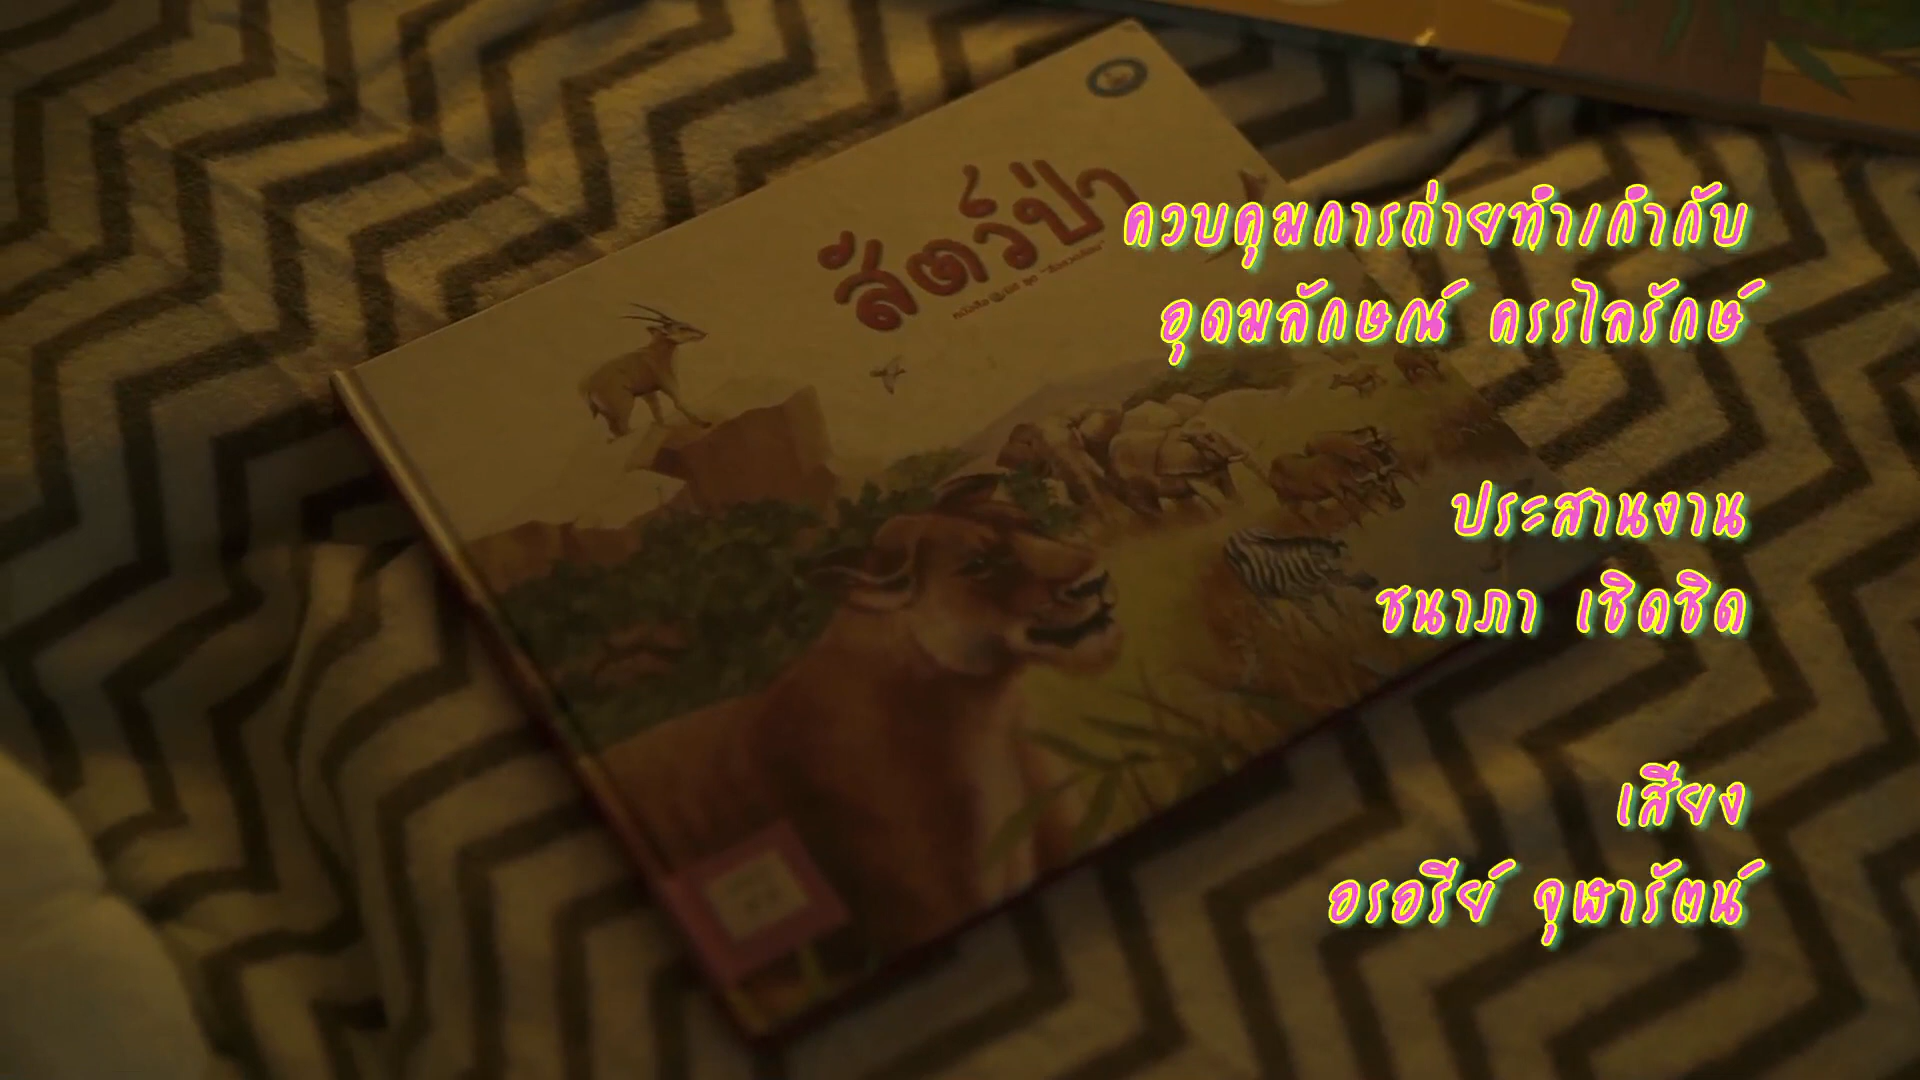 สัตว์ป่า
ควบคุมการถ่ายทำ/กำกับ
อุดมลักษณ์ ครรไลรักษ์
ประสานงาน
ชนาภา เชิดชิด
เสียง
อรอรีย์ จุฬารัตน์